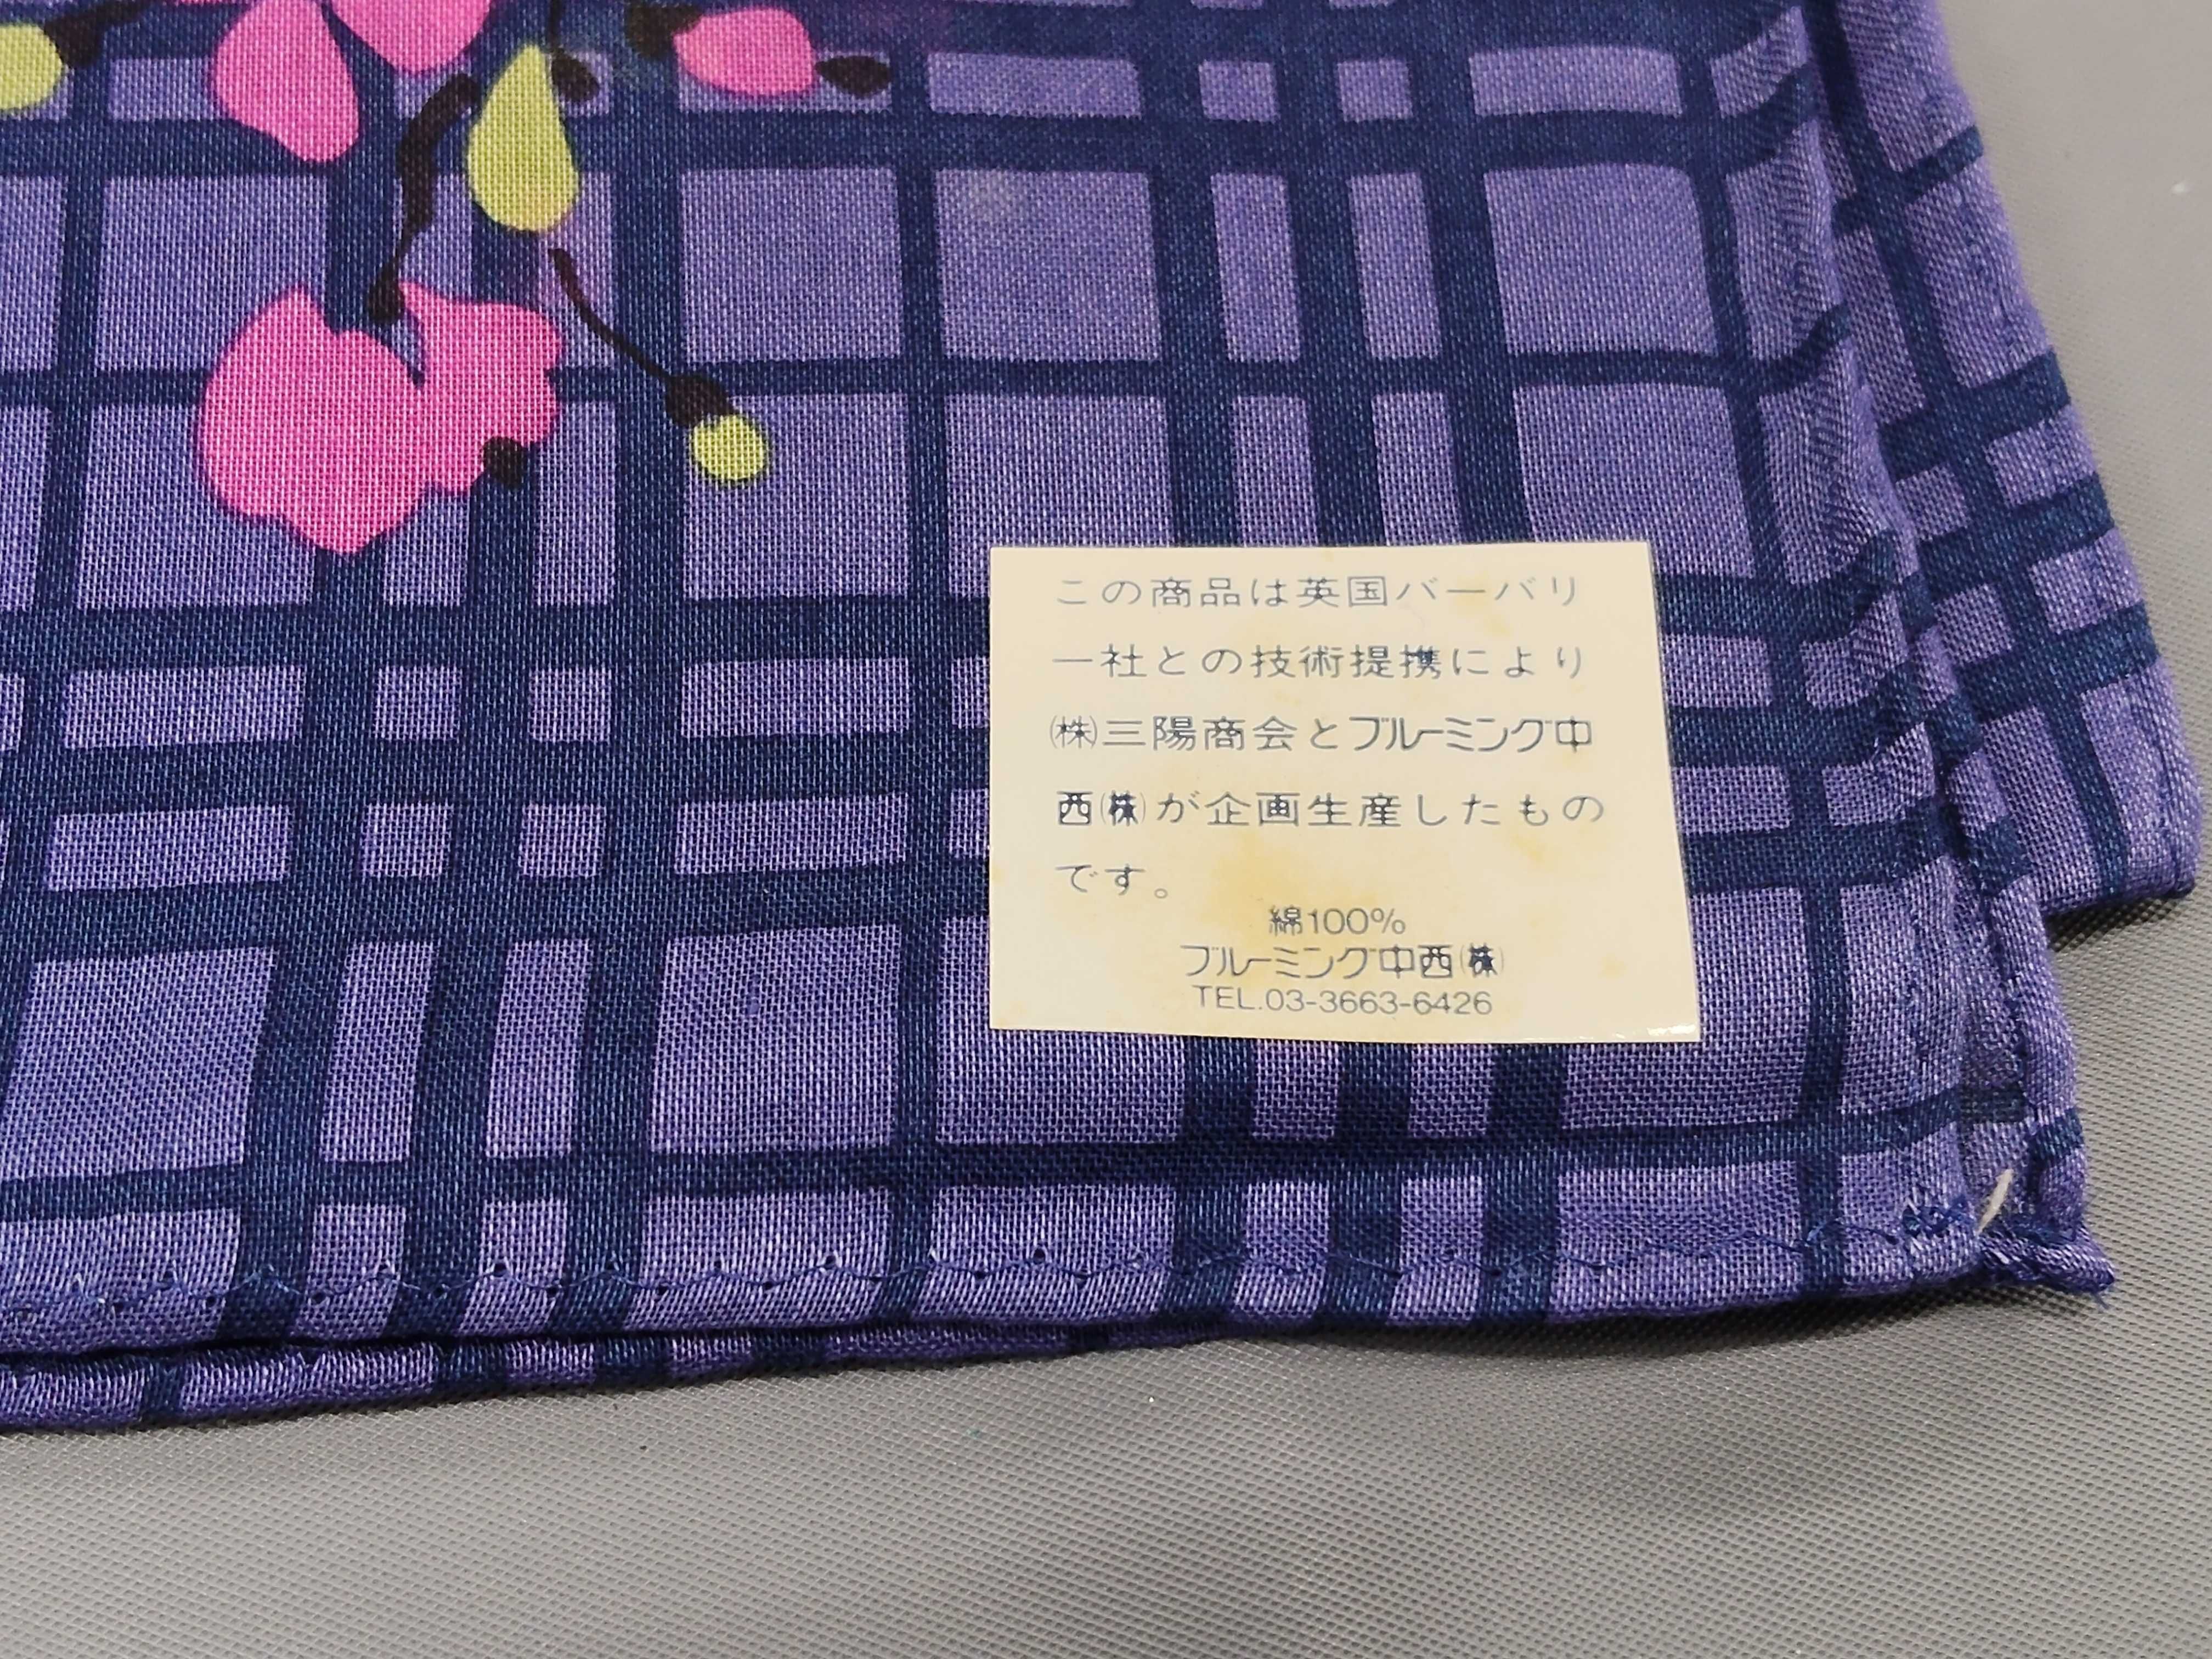 この商品は英国バーバリ
ー社との技術提携により
㈱三陽商会とブルーミング中
西㈱が企画生産したもの
です。
綿100%
ブルーミング中西㈱
TEL.03-3663-6426